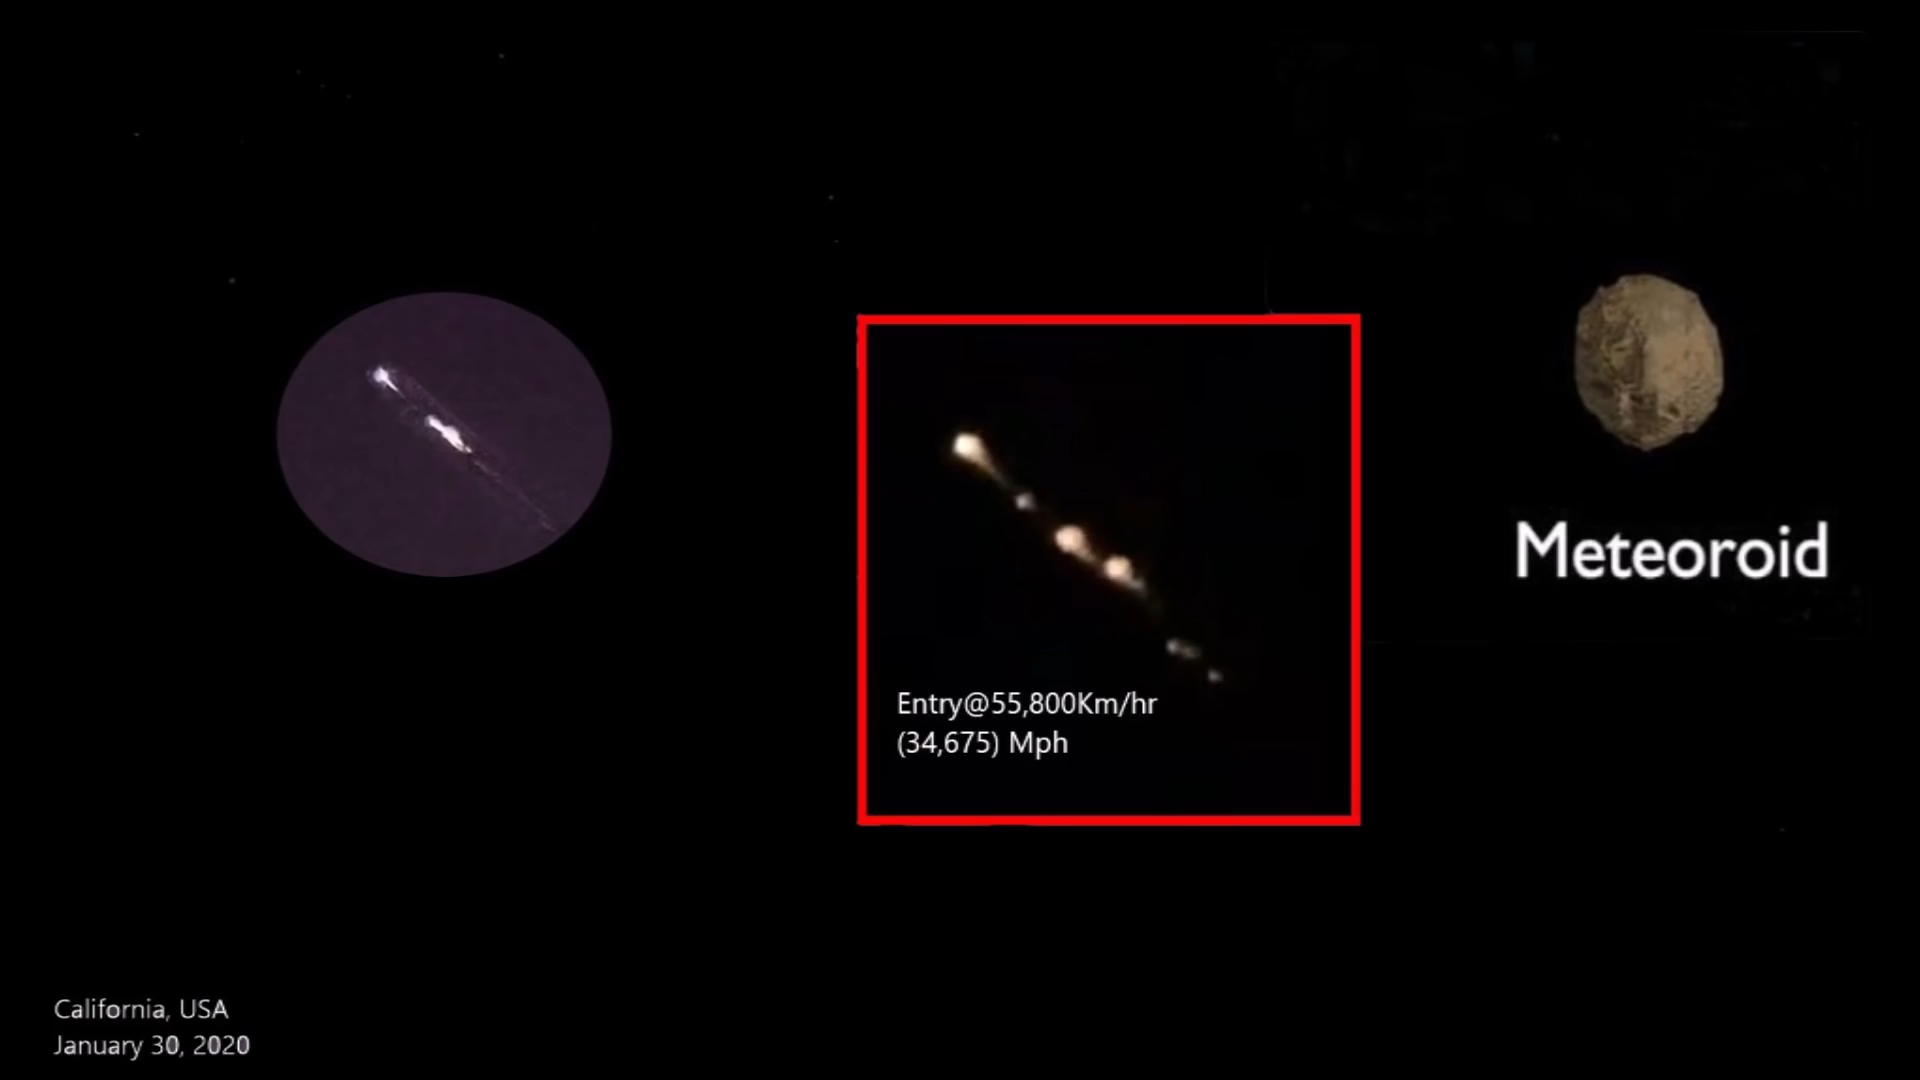 Meteoroid
Entry@55,800Km/hr
(34,675) Mph
California, USA
January 30, 2020